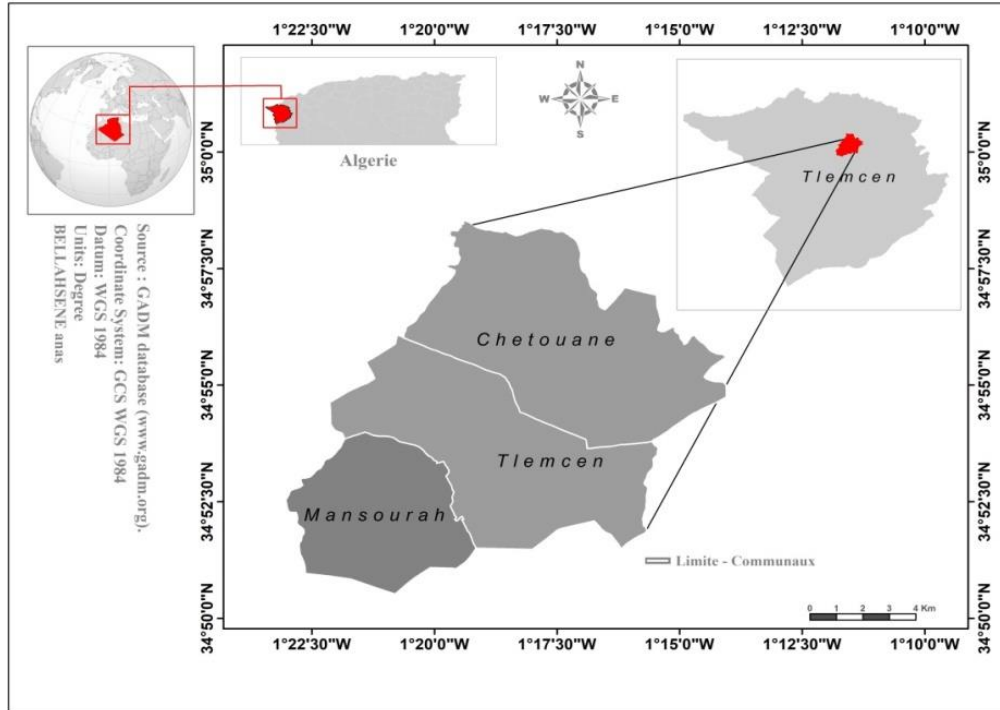 1°22'30"W 1°20'0"W 1°17'30"W 1°15'0"W 1°12'30"W 1°10'0"W
N
W E
S
Algerie
Tlemcen
35°0'0"N 35°0'0"N
34°57'30"N 34°57'30"N
34°55'0"N 34°55'0"N
34°52'30"N 34°52'30"N
34°50'0"N 34°50'0"N
Source : GADM database (www.gadm.org).
Coordinate System: GCS WGS 1984
Datum: WGS 1984
Units: Degree
BELLAHSENE anas
Chetouane
Tlemcen
Mansourah
Limite - Communaux
0 1 2 3 4 Km
1°22'30"W 1°20'0"W 1°17'30"W 1°15'0"W 1°12'30"W 1°10'0"W